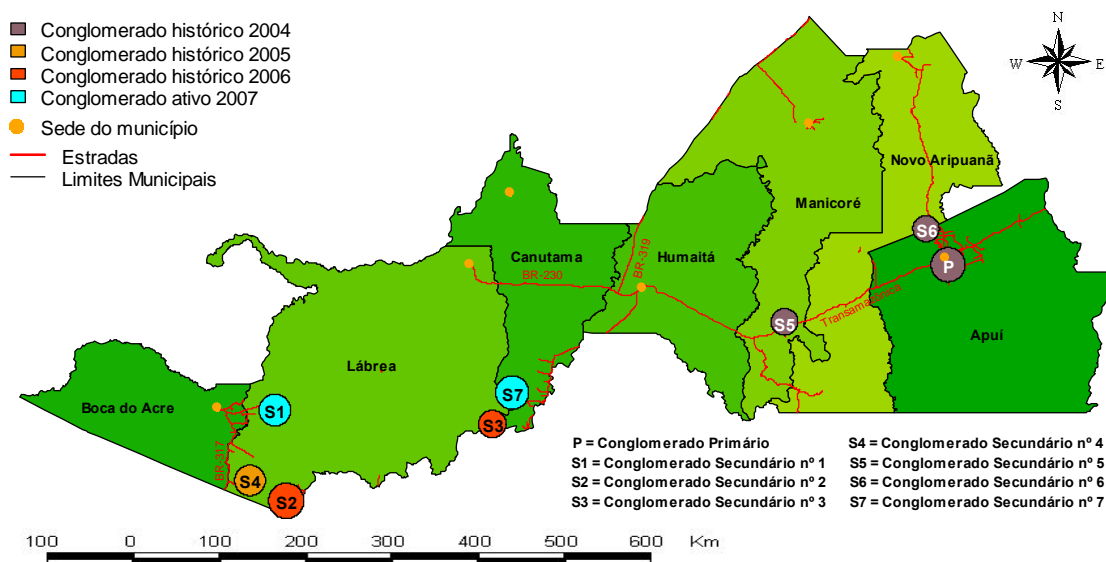 Conglomerado histórico 2004
Conglomerado histórico 2005
Conglomerado histórico 2006
Conglomerado ativo 2007
Sede do município
Estradas
Limites Municipais
N
W E
S
Novo Aripuanã
Manicoré
S6
Canutama
Humaitá
BR-319
BR-230
P
Transamazônica
S5
Apuí
Lábrea
S7
Boca do Acre
S1
S3
BR-317
S4
S2
P = Conglomerado Primário
S1 = Conglomerado Secundário nº 1
S2 = Conglomerado Secundário nº 2
S3 = Conglomerado Secundário nº 3
S4 = Conglomerado Secundário nº 4
S5 = Conglomerado Secundário nº 5
S6 = Conglomerado Secundário nº 6
S7 = Conglomerado Secundário nº 7
100 0 100 200 300 400 500 600 Km